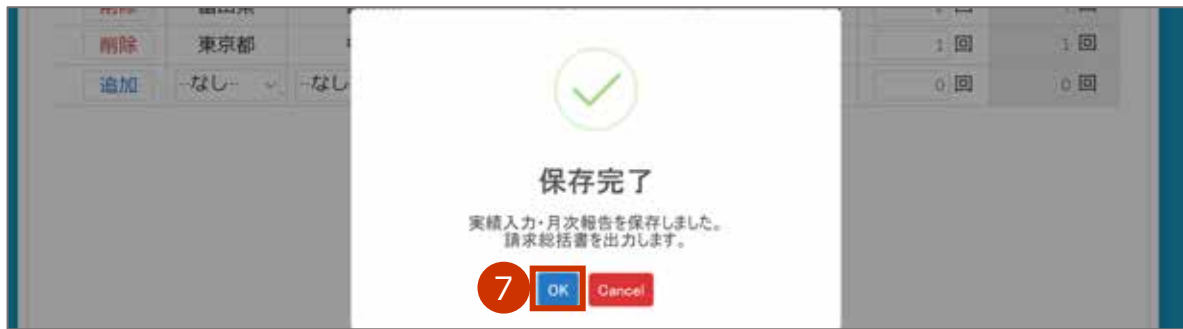 削除 東京都 1 回 1 回
追加 --なし-- --なし 0 回 0 回
保存完了
実績入力・月次報告を保存しました。
請求総括書を出力します。
7 OK Cancel